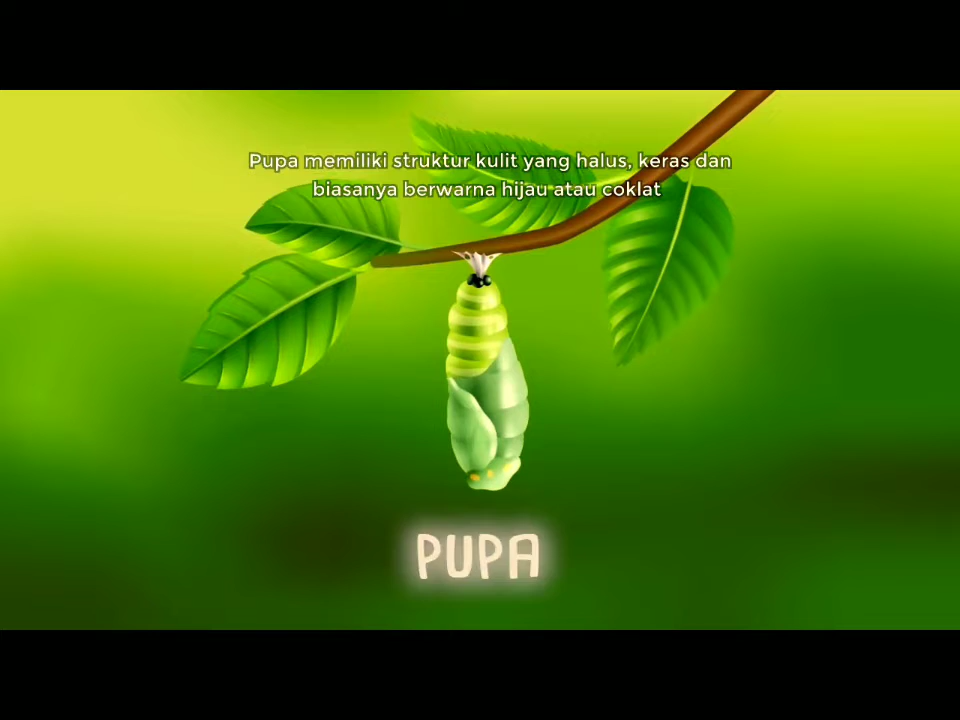 Pupa memiliki struktur kulit yang halus, keras dan
biasanya berwarna hijau atau coklat
PUPA